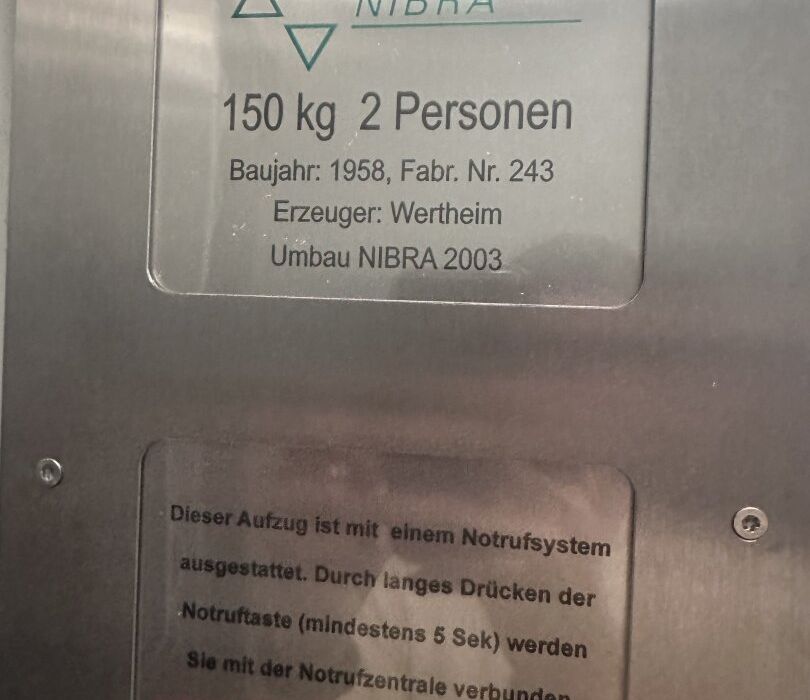 NIBRA
150 kg 2 Personen
Baujahr: 1958, Fabr. Nr. 243
Erzeuger: Wertheim
Umbau NIBRA 2003
Dieser Aufzug ist mit einem Notrufsystem
ausgestattet. Durch langes Drücken der
Notruftaste (mindestens 5 Sek) werden
Sie mit der Notrufzentrale verbunden